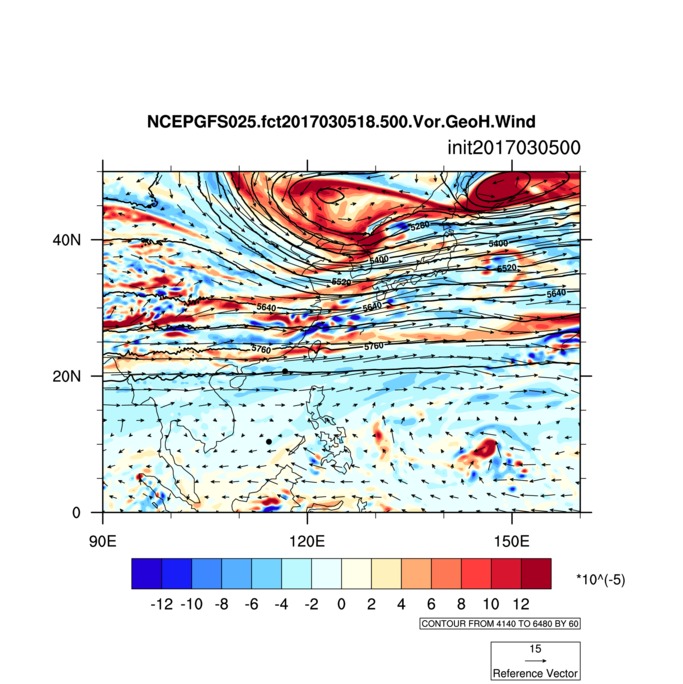 NCEPGFS025.fct2017030518.500.Vor.GeoH.Wind
init2017030500
5280
40N
5400
5400
5520
5520
5640
5640
5640
5760
5760
20N
0
90E 120E 150E
-12 -10 -8 -6 -4 -2 0 2 4 6 8 10 12
*10^(-5)
CONTOUR FROM 4140 TO 6480 BY 60
15
Reference Vector